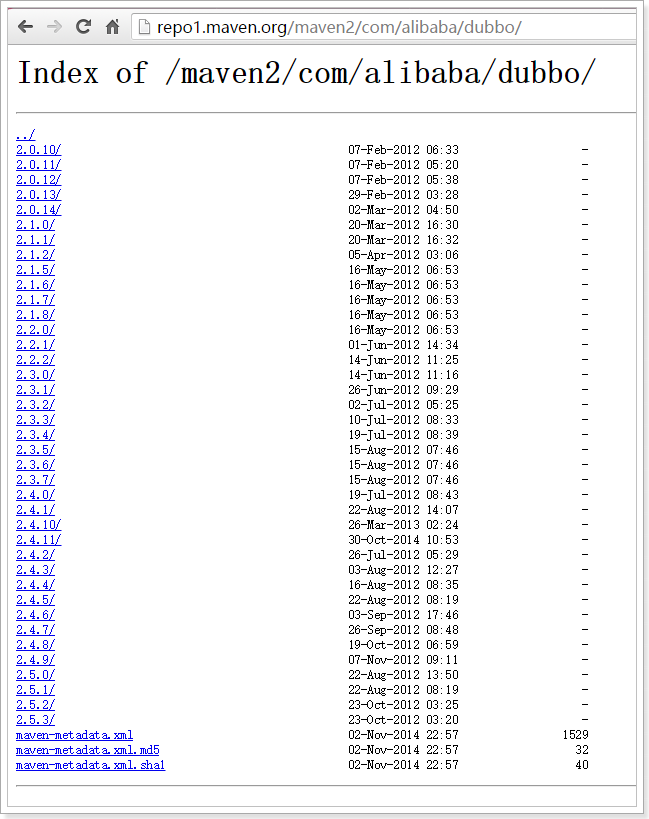 repo1.maven.org/maven2/com/alibaba/dubbo/
Index of /maven2/com/alibaba/dubbo/
../
2.0.10/ 07-Feb-2012 06:33 -
2.0.11/ 07-Feb-2012 05:20 -
2.0.12/ 07-Feb-2012 05:38 -
2.0.13/ 29-Feb-2012 03:28 -
2.0.14/ 02-Mar-2012 04:50 -
2.1.0/ 20-Mar-2012 16:30 -
2.1.1/ 20-Mar-2012 16:32 -
2.1.2/ 05-Apr-2012 03:06 -
2.1.5/ 16-May-2012 06:53 -
2.1.6/ 16-May-2012 06:53 -
2.1.7/ 16-May-2012 06:53 -
2.1.8/ 16-May-2012 06:53 -
2.2.0/ 16-May-2012 06:53 -
2.2.1/ 01-Jun-2012 14:34 -
2.2.2/ 14-Jun-2012 11:25 -
2.3.0/ 14-Jun-2012 11:16 -
2.3.1/ 26-Jun-2012 09:29 -
2.3.2/ 02-Jul-2012 05:25 -
2.3.3/ 10-Jul-2012 08:33 -
2.3.4/ 19-Jul-2012 08:39 -
2.3.5/ 15-Aug-2012 07:46 -
2.3.6/ 15-Aug-2012 07:46 -
2.3.7/ 15-Aug-2012 07:46 -
2.4.0/ 19-Jul-2012 08:43 -
2.4.1/ 22-Aug-2012 14:07 -
2.4.10/ 26-Mar-2013 02:24 -
2.4.11/ 30-Oct-2014 10:53 -
2.4.2/ 26-Jul-2012 05:29 -
2.4.3/ 03-Aug-2012 12:27 -
2.4.4/ 16-Aug-2012 08:35 -
2.4.5/ 22-Aug-2012 08:19 -
2.4.6/ 03-Sep-2012 17:46 -
2.4.7/ 26-Sep-2012 08:48 -
2.4.8/ 19-Oct-2012 06:59 -
2.4.9/ 07-Nov-2012 09:11 -
2.5.0/ 22-Aug-2012 13:50 -
2.5.1/ 22-Aug-2012 08:19 -
2.5.2/ 23-Oct-2012 03:25 -
2.5.3/ 23-Oct-2012 03:20 -
maven-metadata.xml 02-Nov-2014 22:57 1529
maven-metadata.xml.md5 02-Nov-2014 22:57 32
maven-metadata.xml.sha1 02-Nov-2014 22:57 40